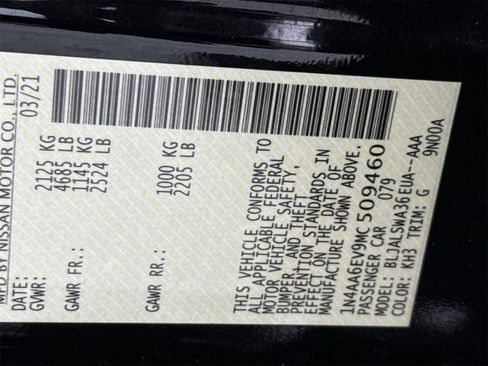 MFD BY NISSAN MOTOR CO., LTD.
DATE: 03/21
GVWR: 2125 KG
4685 LB
GAWR FR.: 1145 KG
2524 LB
GAWR RR.: 1000 KG
2205 LB
THIS VEHICLE CONFORMS TO
ALL APPLICABLE FEDERAL
MOTOR VEHICLE SAFETY,
BUMPER, AND THEFT
PREVENTION STANDARDS IN
EFFECT ON THE DATE OF
MANUFACTURE SHOWN ABOVE.
1N4AA6EV9MC509460
PASSENGER CAR 079
MODEL: BLJALSWA36EUA--AAA
COLOR: KH3 TRIM: G 9N00A